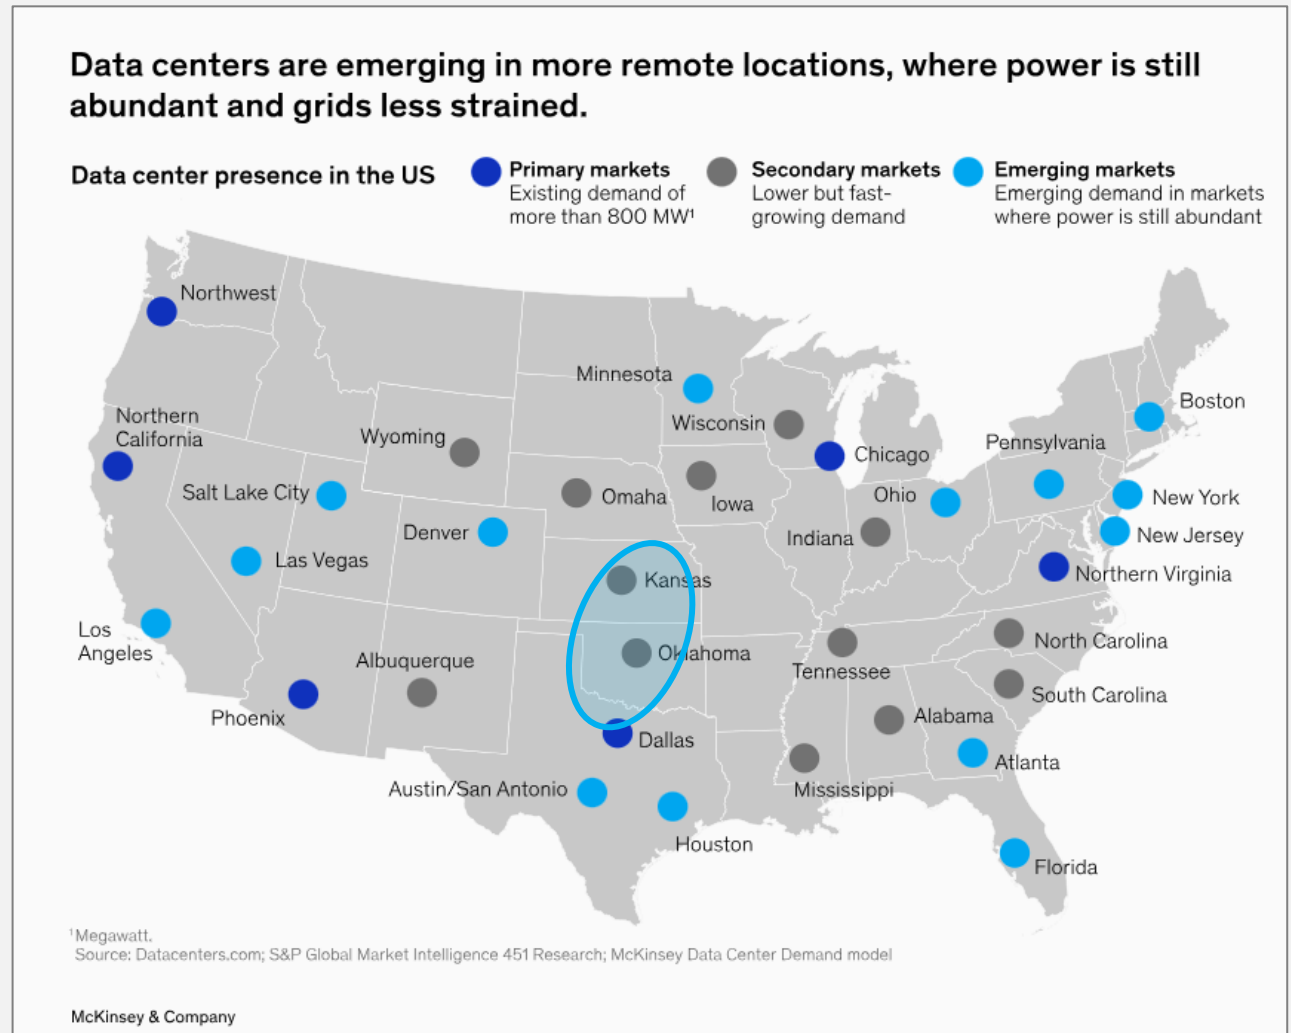 Data centers are emerging in more remote locations, where power is still
abundant and grids less strained.
Data center presence in the US
Primary markets
Existing demand of
more than 800 MW¹
Secondary markets
Lower but fast-
growing demand
Emerging markets
Emerging demand in markets
where power is still abundant
Northwest
Minnesota
Boston
Northern
California
Wyoming
Wisconsin
Chicago
Pennsylvania
Salt Lake City
Omaha
Iowa
Ohio
New York
Denver
Indiana
New Jersey
Las Vegas
Kansas
Northern Virginia
Los
Angeles
Albuquerque
Oklahoma
Tennessee
North Carolina
South Carolina
Phoenix
Dallas
Alabama
Atlanta
Austin/San Antonio
Mississippi
Houston
Florida
¹Megawatt.
Source: Datacenters.com; S&P Global Market Intelligence 451 Research; McKinsey Data Center Demand model
McKinsey & Company